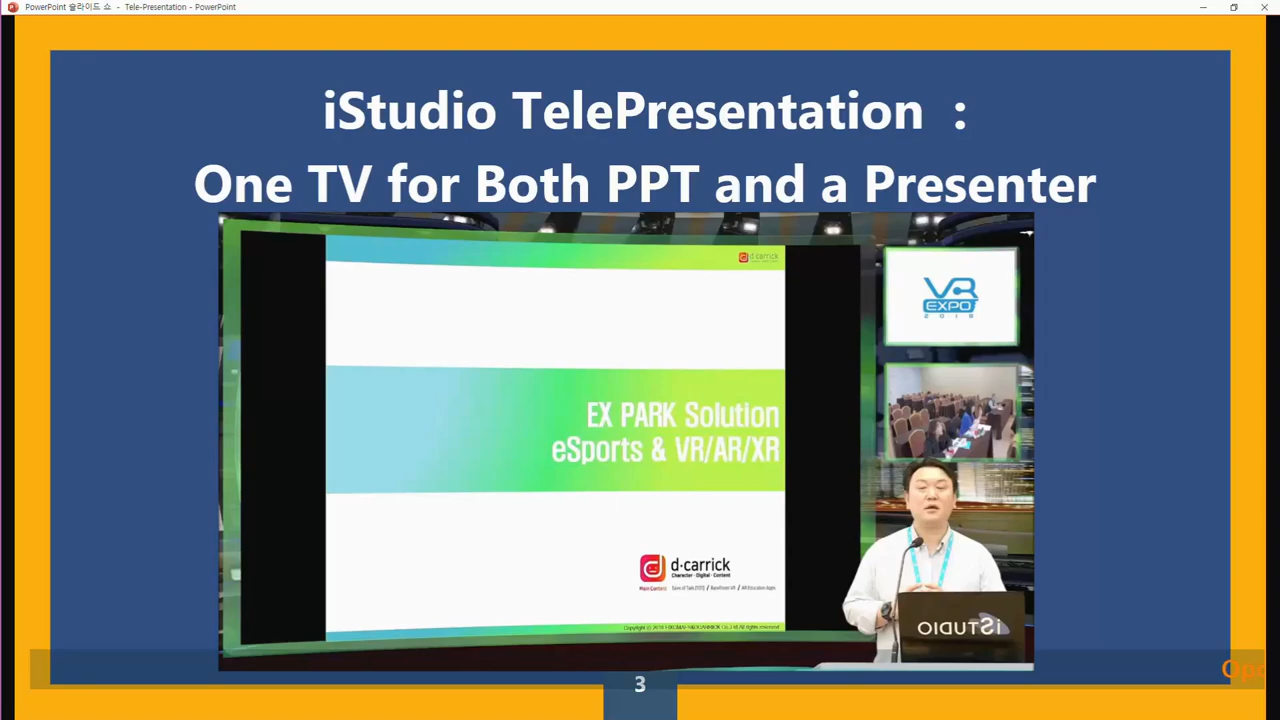 PowerPoint 슬라이드 쇼 - Tele-Presentation - PowerPoint
iStudio TelePresentation :
One TV for Both PPT and a Presenter
d·carrick
VR
EXPO
2018
EX PARK Solution
eSports & VR/AR/XR
d·carrick
Character · Digital · Content
iSTUDIO
3